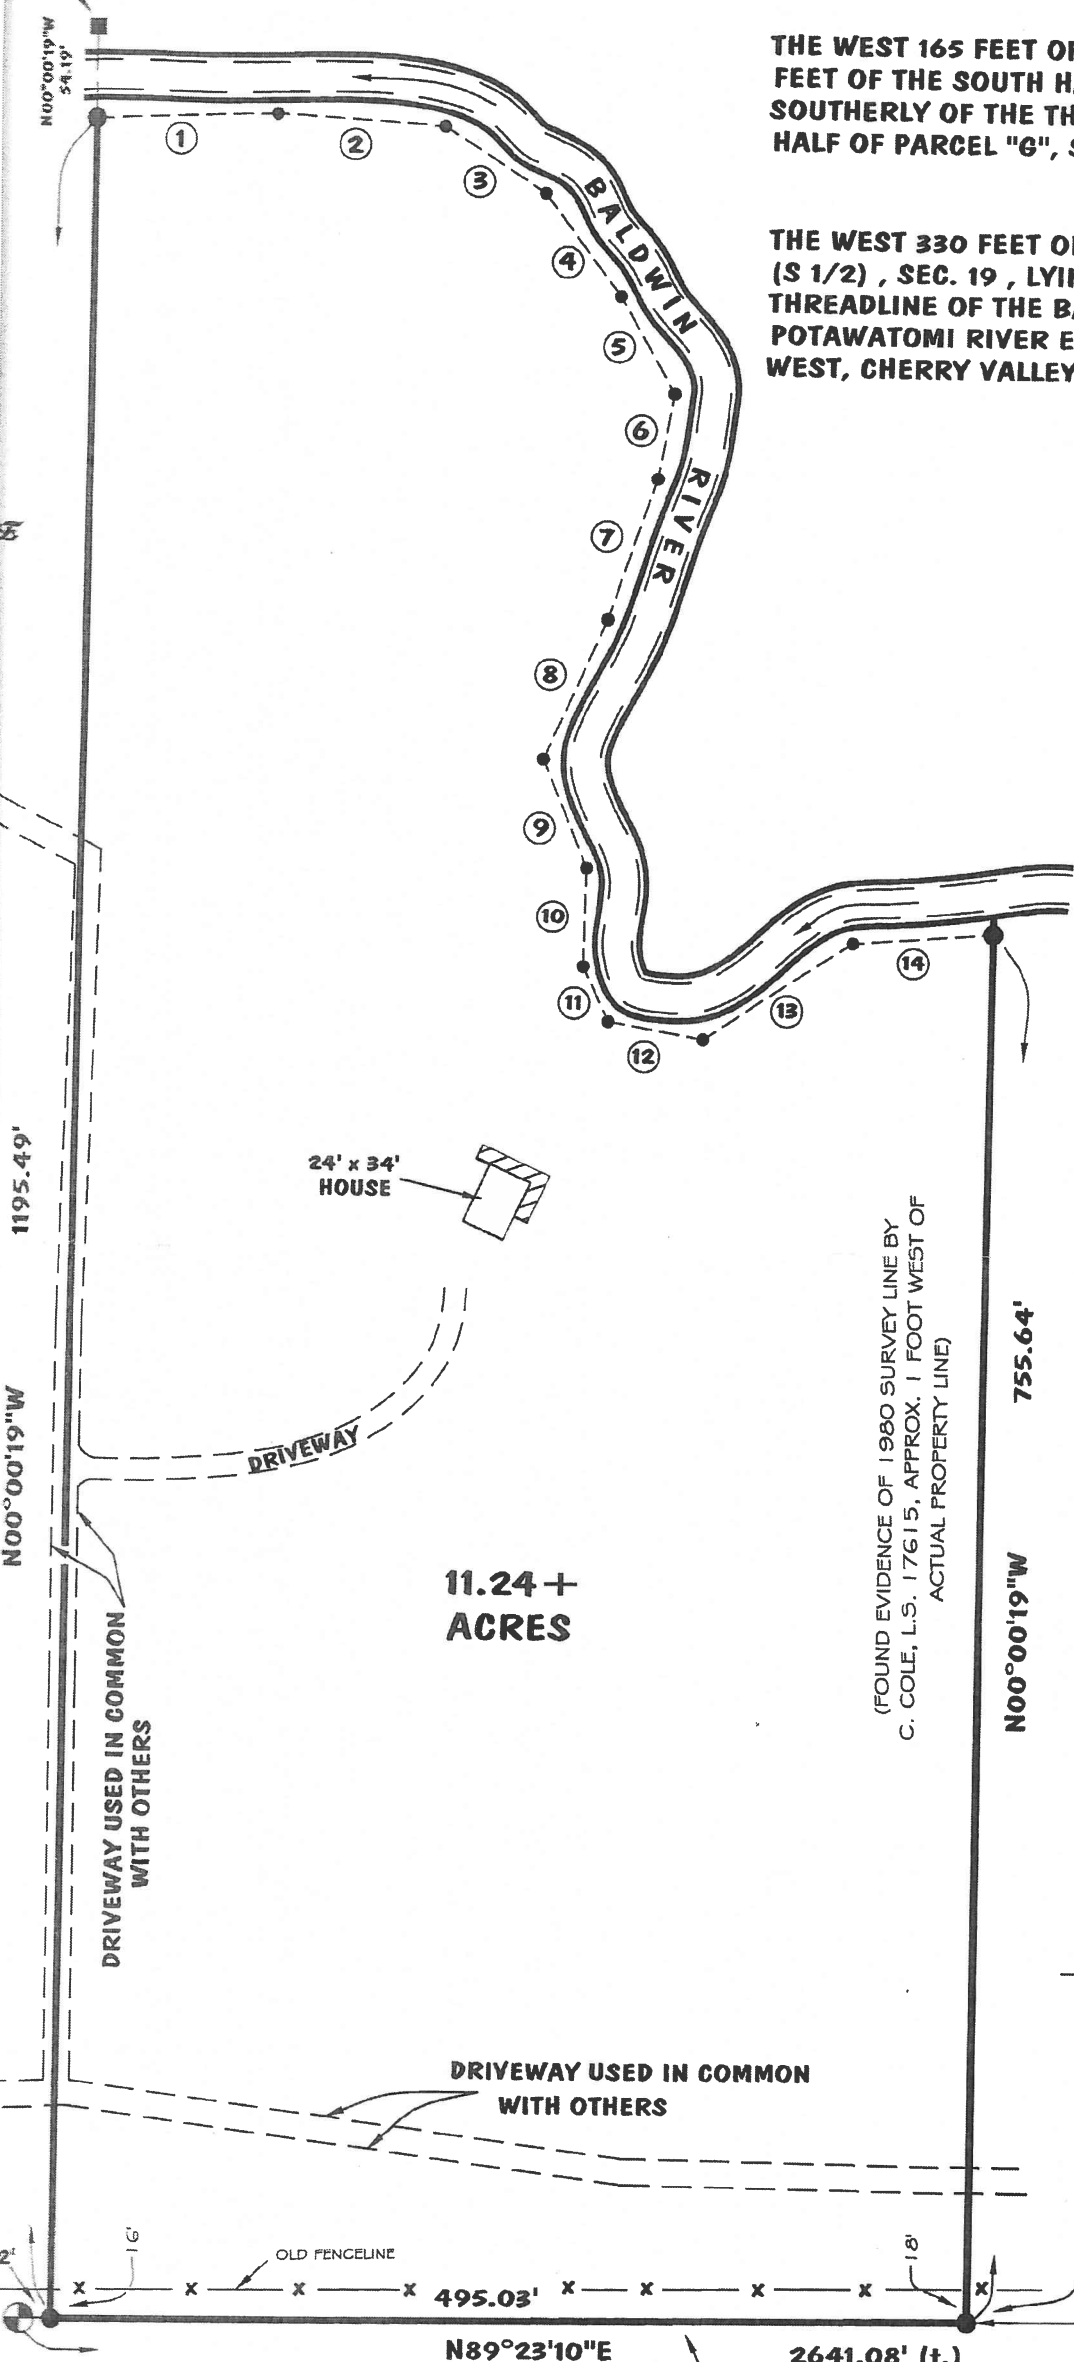 N00°00'19"W
54.19'
THE WEST 165 FEET OF
FEET OF THE SOUTH H
SOUTHERLY OF THE TH
HALF OF PARCEL "G",
THE WEST 330 FEET OF
(S 1/2) , SEC. 19 , LYI
THREADLINE OF THE B
POTAWATOMI RIVER E
WEST, CHERRY VALLEY
1
2
3
4
5
6
7
8
9
10
11
12
13
14
BALDWIN
RIVER
24' x 34'
HOUSE
1195.49'
N00°00'19"W
DRIVEWAY
11.24+
ACRES
(FOUND EVIDENCE OF 1980 SURVEY LINE BY
C. COLE, L.S. 17615, APPROX. 1 FOOT WEST OF
ACTUAL PROPERTY LINE)
755.64'
N00°00'19"W
DRIVEWAY USED IN COMMON
WITH OTHERS
DRIVEWAY USED IN COMMON
WITH OTHERS
2'
16'
OLD FENCELINE
18'
x x x x x x x x x
495.03'
N89°23'10"E
2641.08' (t.)